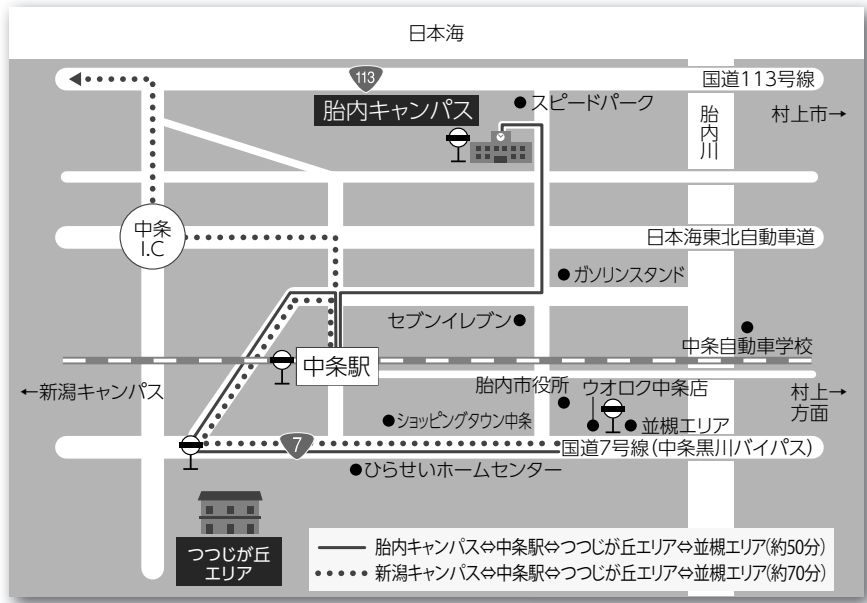 日本海
113
国道113号線
胎内キャンパス
スピードパーク
胎内川
村上市→
中条
I.C
日本海東北自動車道
ガソリンスタンド
セブンイレブン
中条自動車学校
中条駅
←新潟キャンパス
胎内市役所
ウオロク中条店
村上→
方面
ショッピングタウン中条
並槻エリア
7
国道7号線(中条黒川バイパス)
ひらせいホームセンター
つつじが丘
エリア
胎内キャンパス⇔中条駅⇔つつじが丘エリア⇔並槻エリア(約50分)
新潟キャンパス⇔中条駅⇔つつじが丘エリア⇔並槻エリア(約70分)